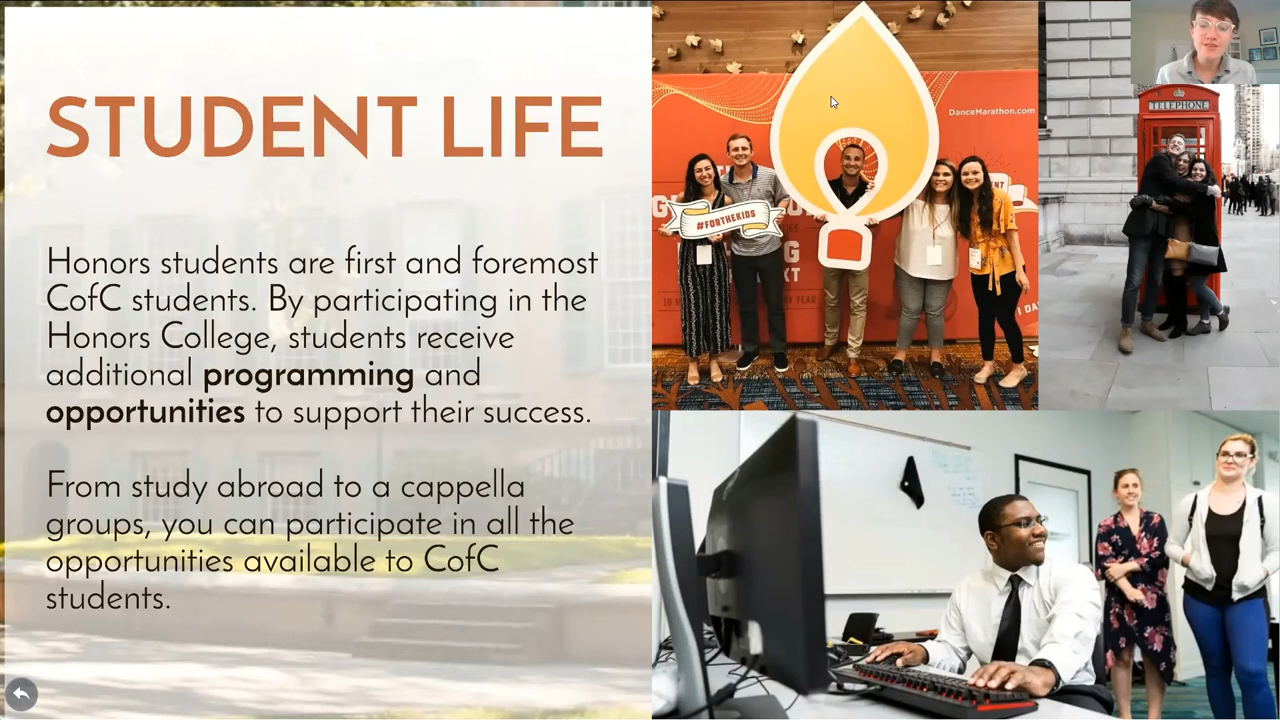 STUDENT LIFE
Honors students are first and foremost
CofC students. By participating in the
Honors College, students receive
additional programming and
opportunities to support their success.
From study abroad to a cappella
groups, you can participate in all the
opportunities available to CofC
students.
DanceMarathon.com
#FORTHEKIDS
TELEPHONE